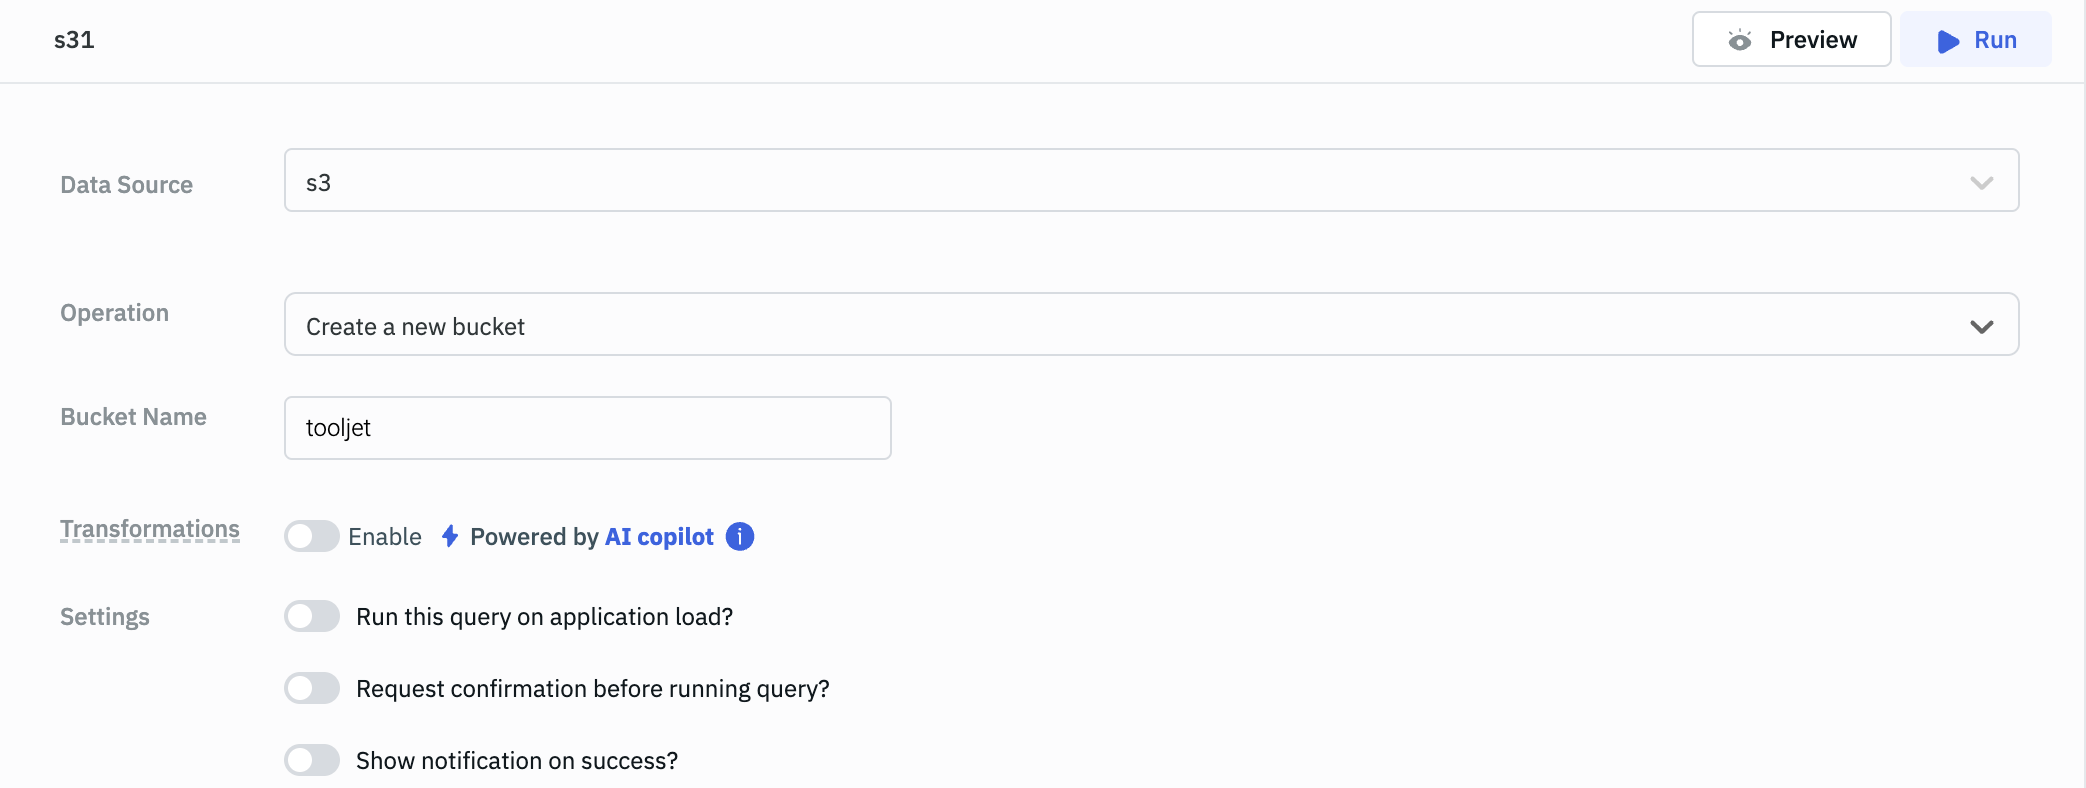 s31
Preview
Run
Data Source
s3
Operation
Create a new bucket
Bucket Name
tooljet
Transformations
Enable
Powered by AI copilot i
Settings
Run this query on application load?
Request confirmation before running query?
Show notification on success?